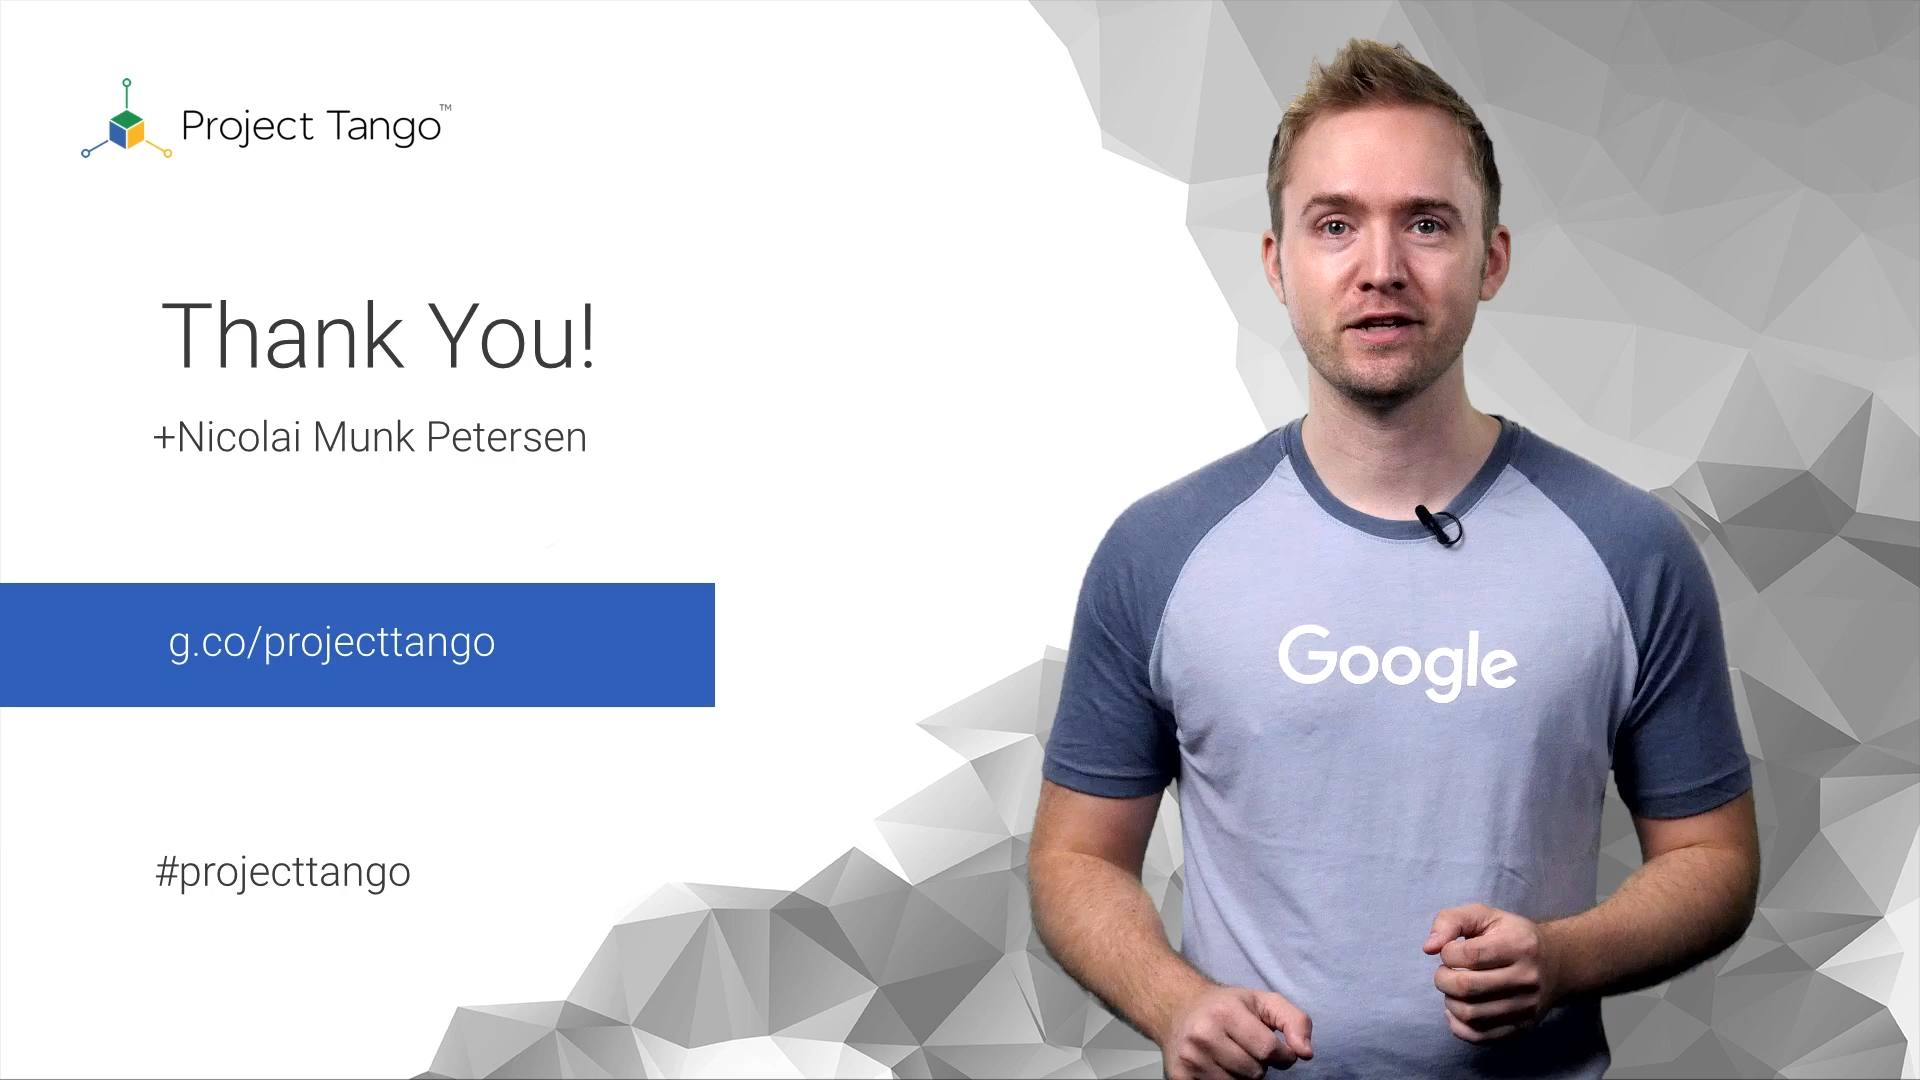 Project Tango™
Thank You!
+Nicolai Munk Petersen
g.co/projecttango
#projecttango
Google